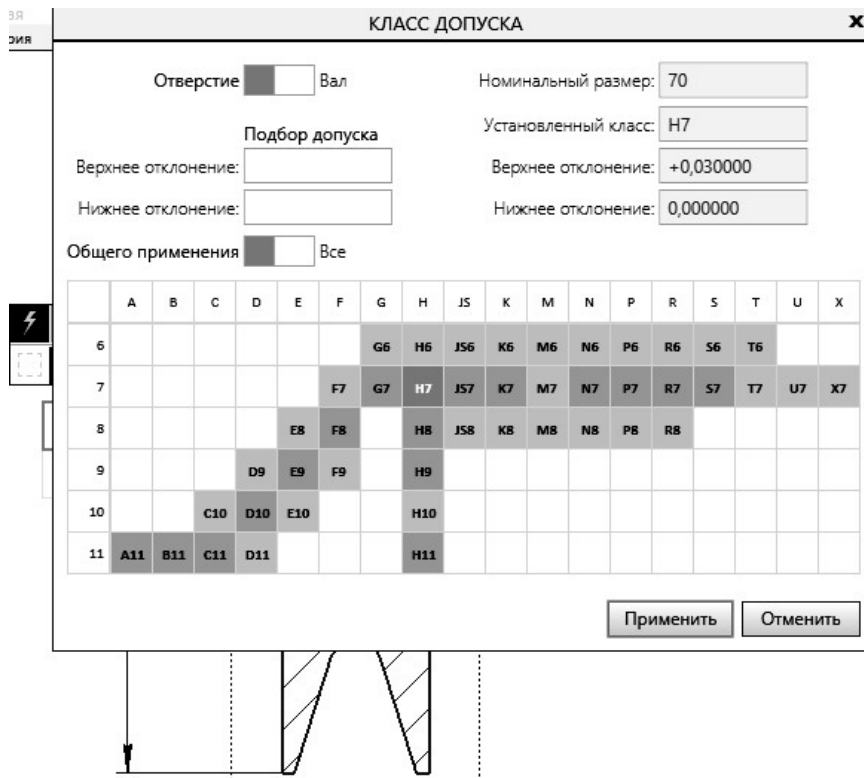 КЛАСС ДОПУСКА X
рия
Отверстие Вал
Номинальный размер: 70
Установленный класс: H7
Подбор допуска
Верхнее отклонение:
Верхнее отклонение: +0,030000
Нижнее отклонение:
Нижнее отклонение: 0,000000
Общего применения Все
A B C D E F G H JS K M N P R S T U X
6 G6 H6 JS6 K6 M6 N6 P6 R6 S6 T6
7 F7 G7 H7 JS7 K7 M7 N7 P7 R7 S7 T7 U7 X7
8 E8 F8 H8 JS8 K8 M8 N8 P8 R8
9 D9 E9 F9 H9
10 C10 D10 E10 H10
11 A11 B11 C11 D11 H11
Применить Отменить